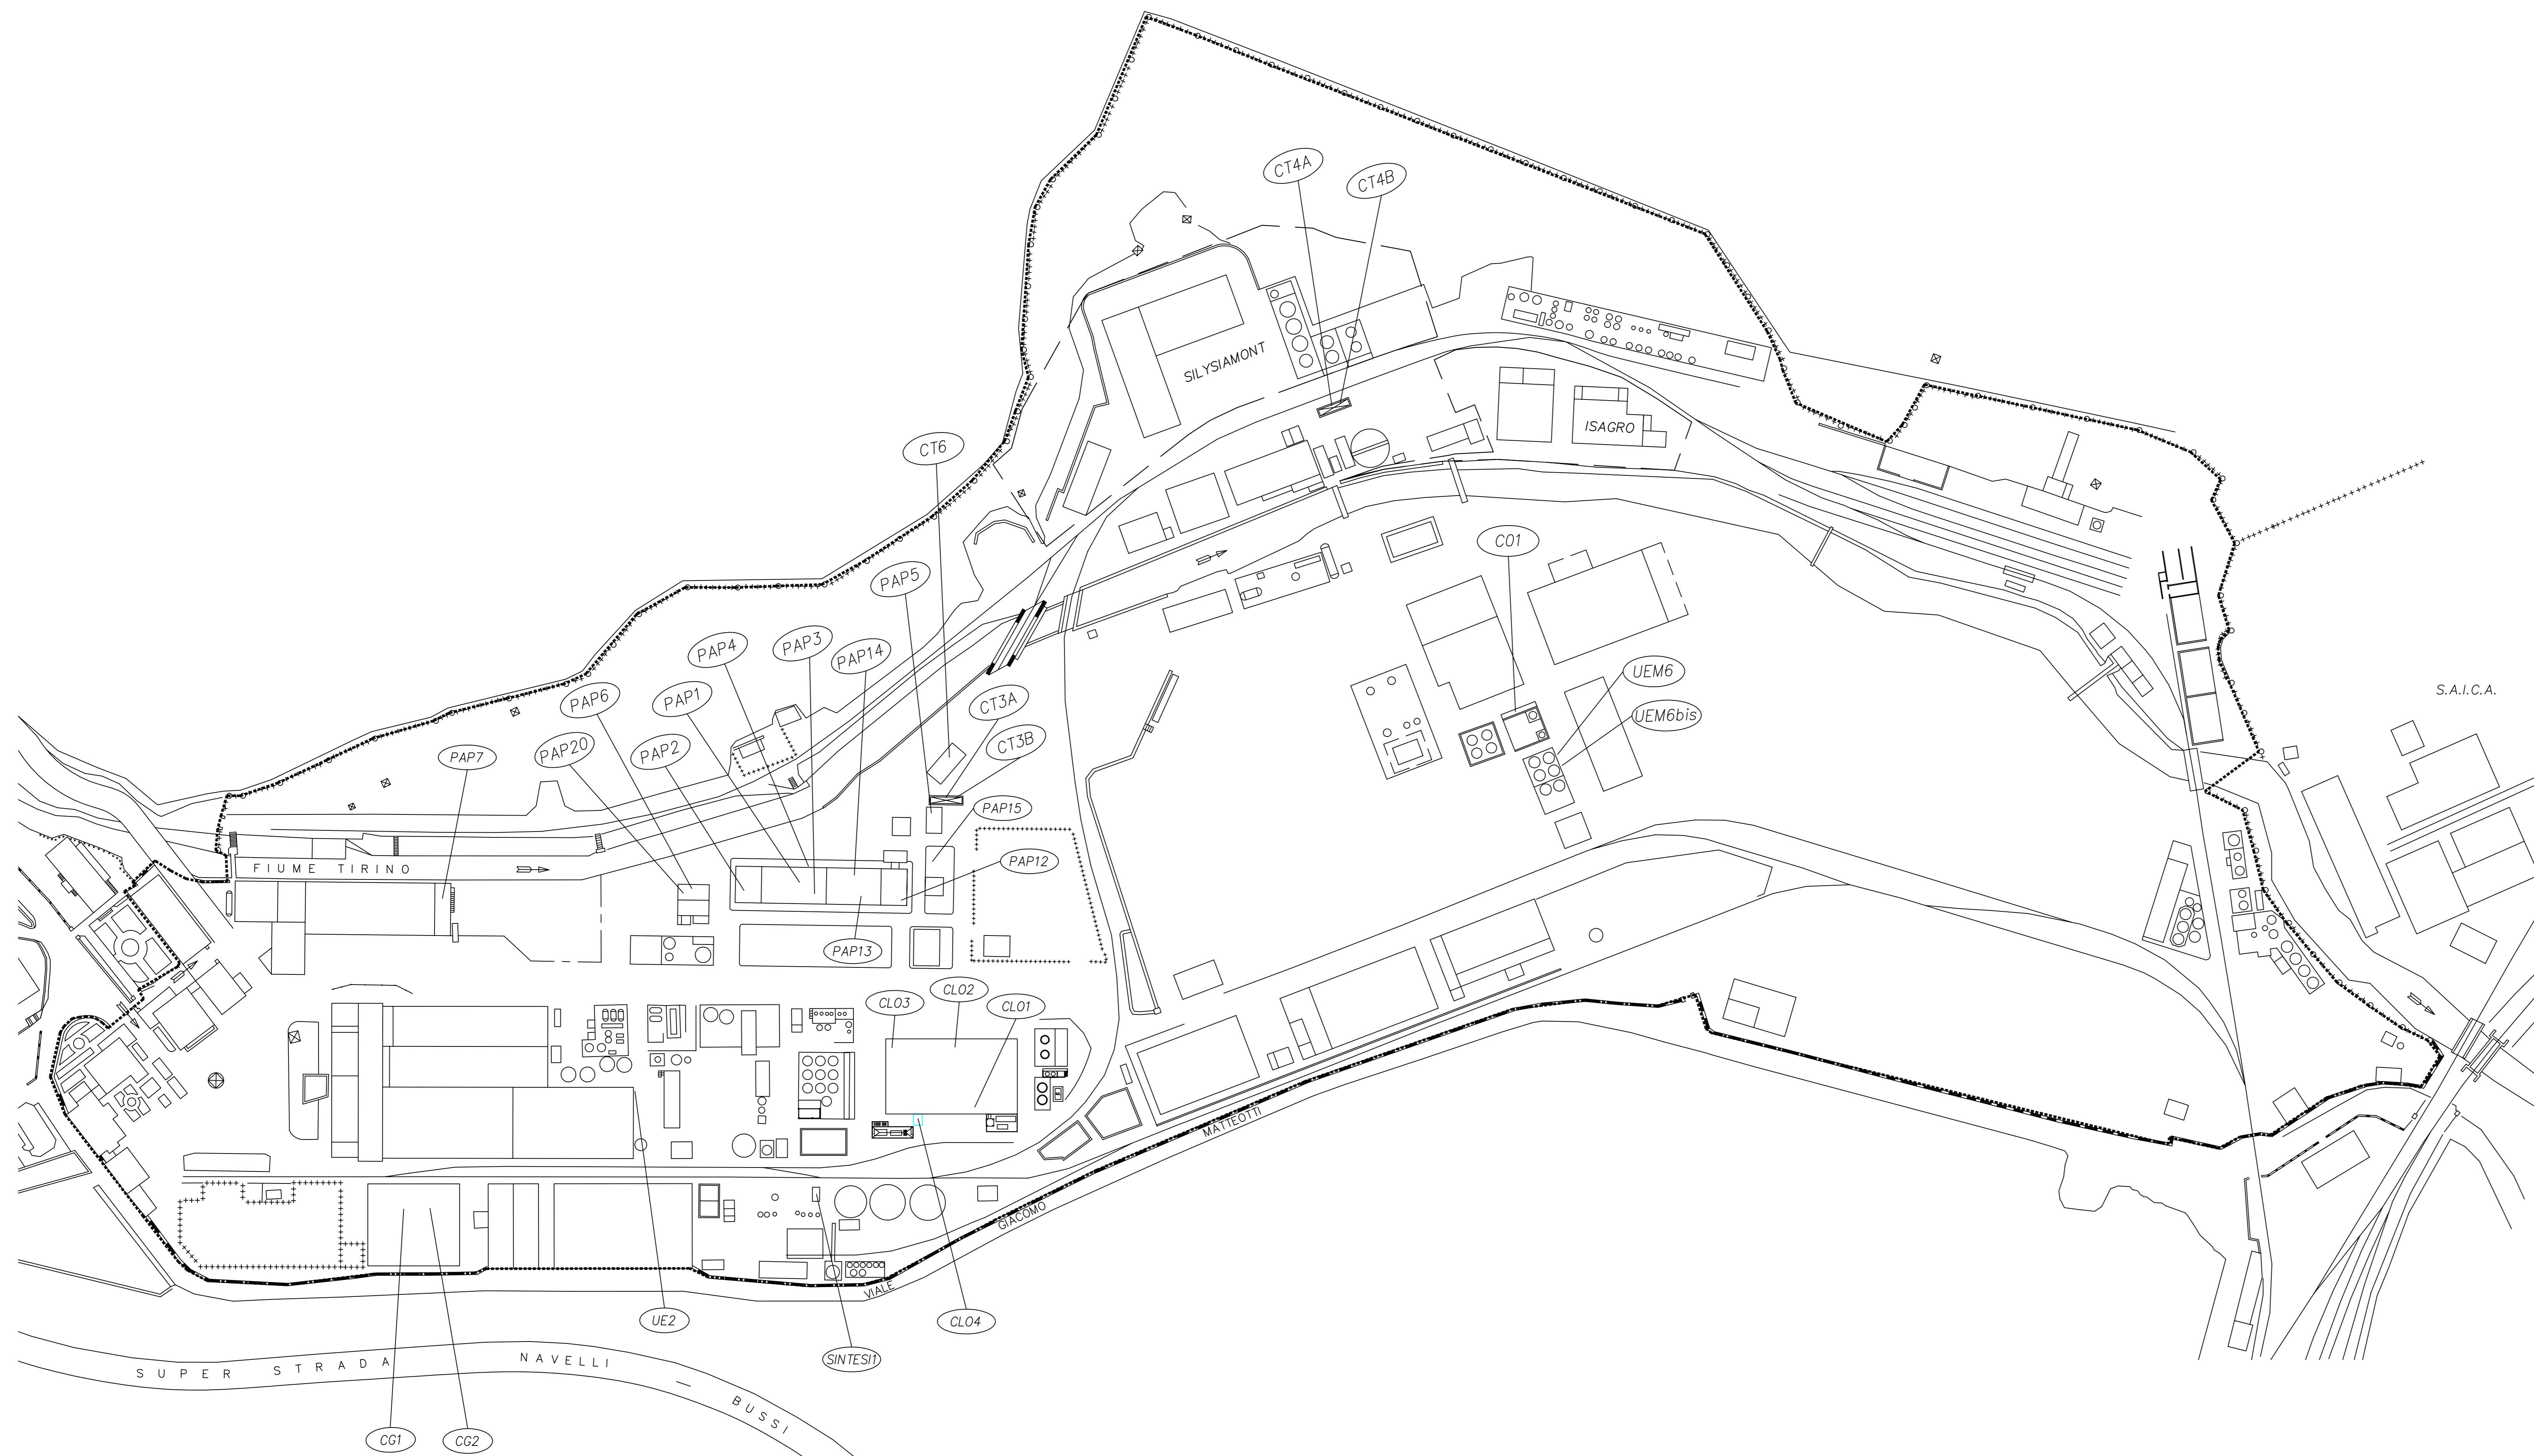 CT4A
CT4B
SILYSIAMONT
ISAGRO
CT6
CO1
PAP5
PAP3
PAP14
PAP4
UEM6
UEM6bis
S.A.I.C.A.
PAP6
PAP1
CT3A
CT3B
PAP20
PAP2
PAP7
PAP15
PAP12
FIUME TIRINO
PAP13
CLO3
CLO2
CLO1
VIALE
GIACOMO
MATTEOTTI
UE2
CLO4
SINTESI1
SUPER STRADA NAVELLI — BUSSI
CG1
CG2